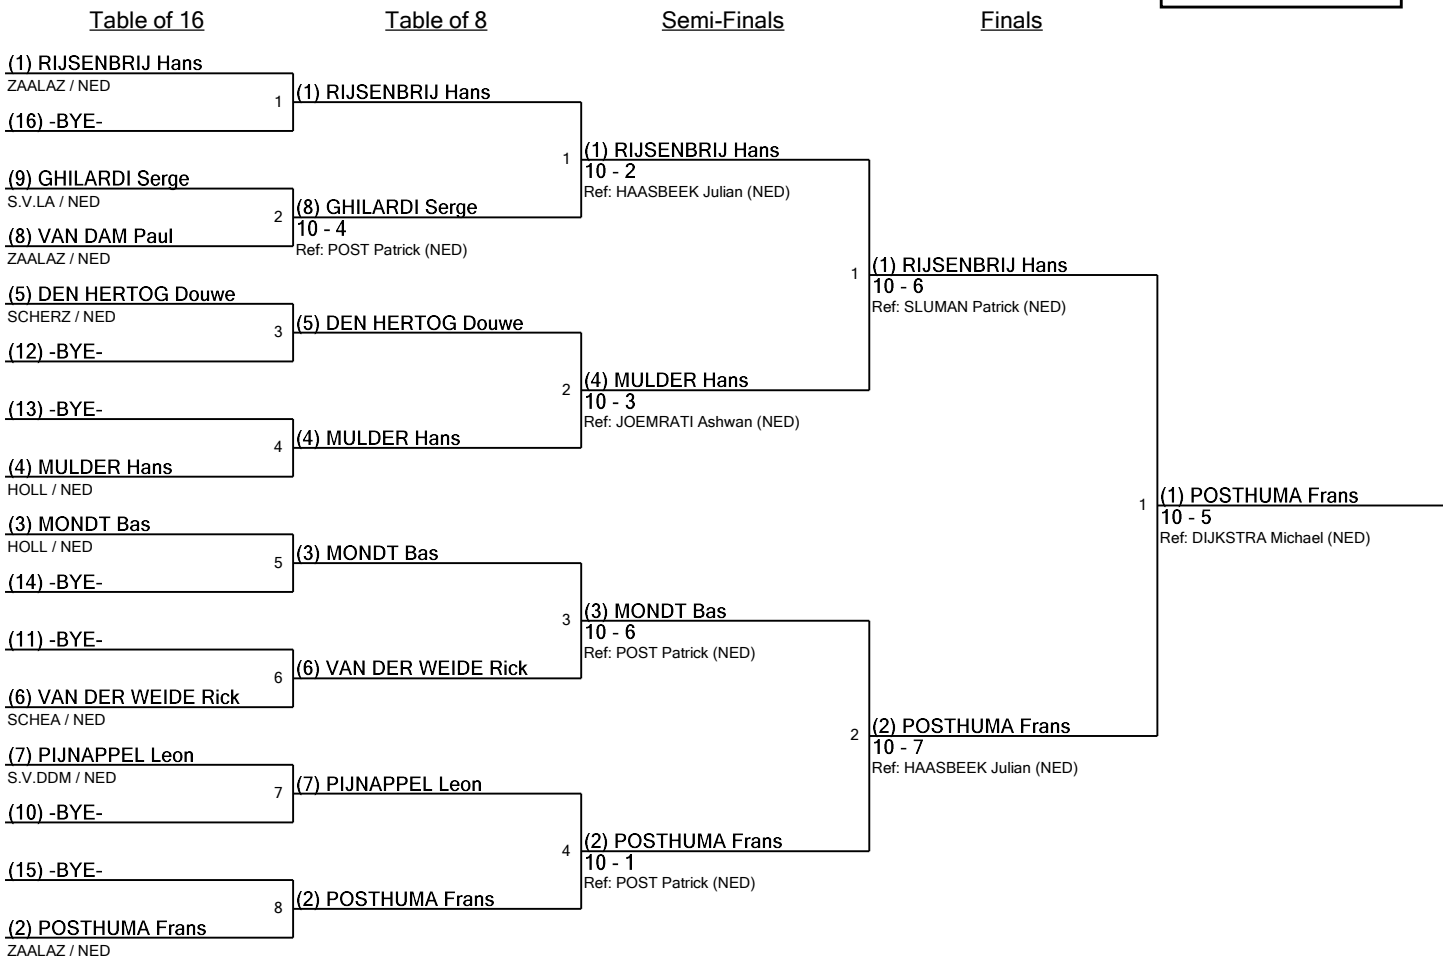 Table of 16
Table of 8
Semi-Finals
Finals
(1) RIJSENBRIJ Hans
ZAALAZ / NED
1
(16) -BYE-
(9) GHILARDI Serge
S.V.LA / NED
2
(8) VAN DAM Paul
ZAALAZ / NED
(5) DEN HERTOG Douwe
SCHERZ / NED
3
(12) -BYE-
(13) -BYE-
4
(4) MULDER Hans
HOLL / NED
(3) MONDT Bas
HOLL / NED
5
(14) -BYE-
(11) -BYE-
6
(6) VAN DER WEIDE Rick
SCHEA / NED
(7) PIJNAPPEL Leon
S.V.DDM / NED
7
(10) -BYE-
(15) -BYE-
8
(2) POSTHUMA Frans
ZAALAZ / NED
(1) RIJSENBRIJ Hans
1
(8) GHILARDI Serge
10 - 4
Ref: POST Patrick (NED)
(5) DEN HERTOG Douwe
2
(4) MULDER Hans
(3) MONDT Bas
3
(6) VAN DER WEIDE Rick
(7) PIJNAPPEL Leon
4
(2) POSTHUMA Frans
(1) RIJSENBRIJ Hans
10 - 2
Ref: HAASBEEK Julian (NED)
1
(4) MULDER Hans
10 - 3
Ref: JOEMRATI Ashwan (NED)
(3) MONDT Bas
10 - 6
Ref: POST Patrick (NED)
2
(2) POSTHUMA Frans
10 - 1
Ref: POST Patrick (NED)
(1) RIJSENBRIJ Hans
10 - 6
Ref: SLUMAN Patrick (NED)
1
(2) POSTHUMA Frans
10 - 7
Ref: HAASBEEK Julian (NED)
(1) POSTHUMA Frans
10 - 5
Ref: DIJKSTRA Michael (NED)